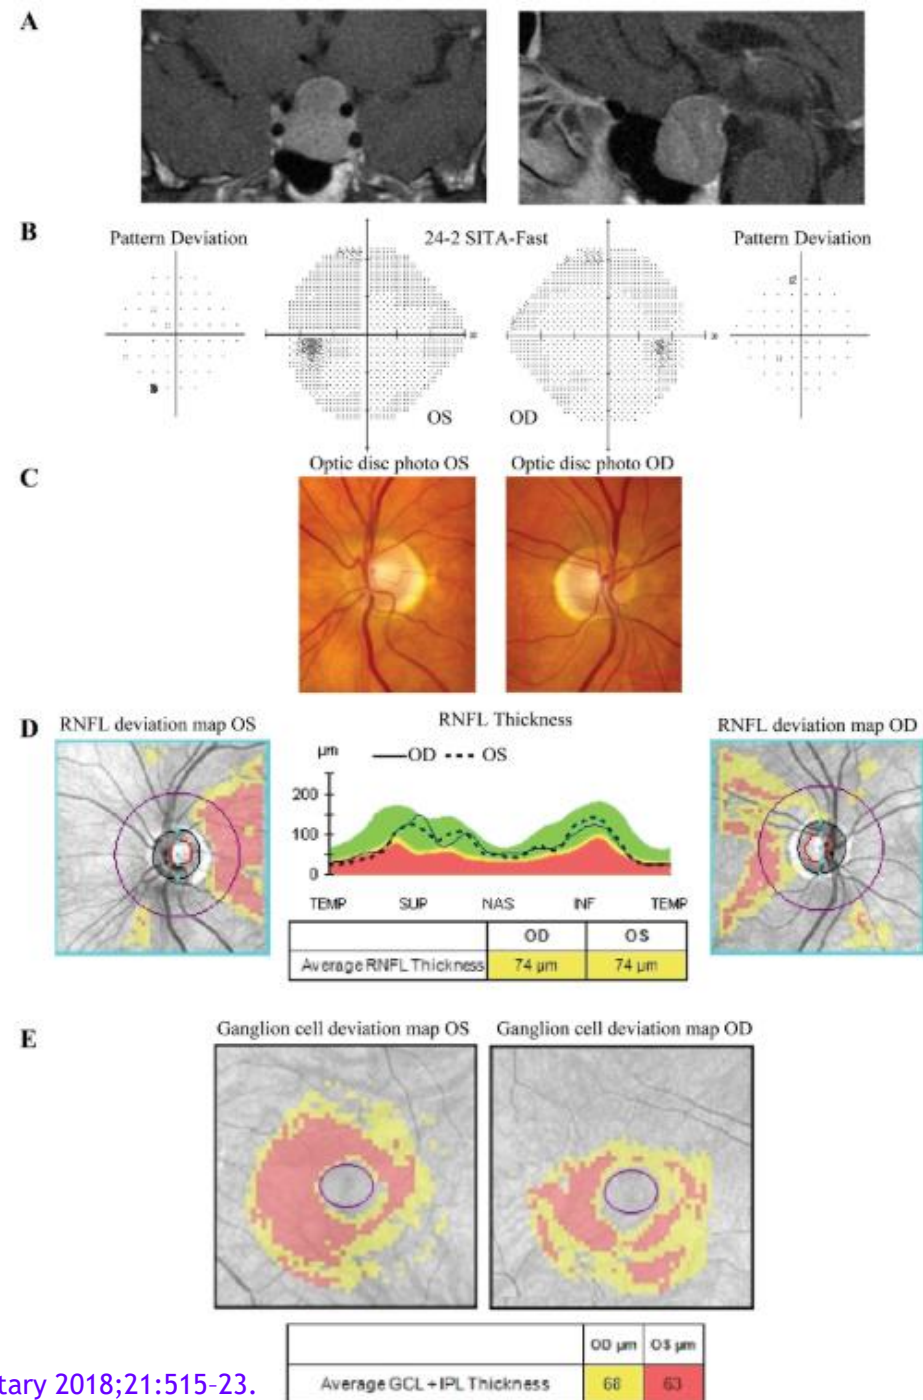 A
B
Pattern Deviation
24-2 SITA-Fast
Pattern Deviation
OS
OD
C
Optic disc photo OS
Optic disc photo OD
D
RNFL deviation map OS
RNFL Thickness
RNFL deviation map OD
μm
OD
OS
200
100
0
TEMP
SUP
NAS
INF
TEMP
OD
OS
Average RNFL Thickness
74 μm
74 μm
E
Ganglion cell deviation map OS
Ganglion cell deviation map OD
OD μm
OS μm
Average GCL + IPL Thickness
68
63
tary 2018;21:515-23.